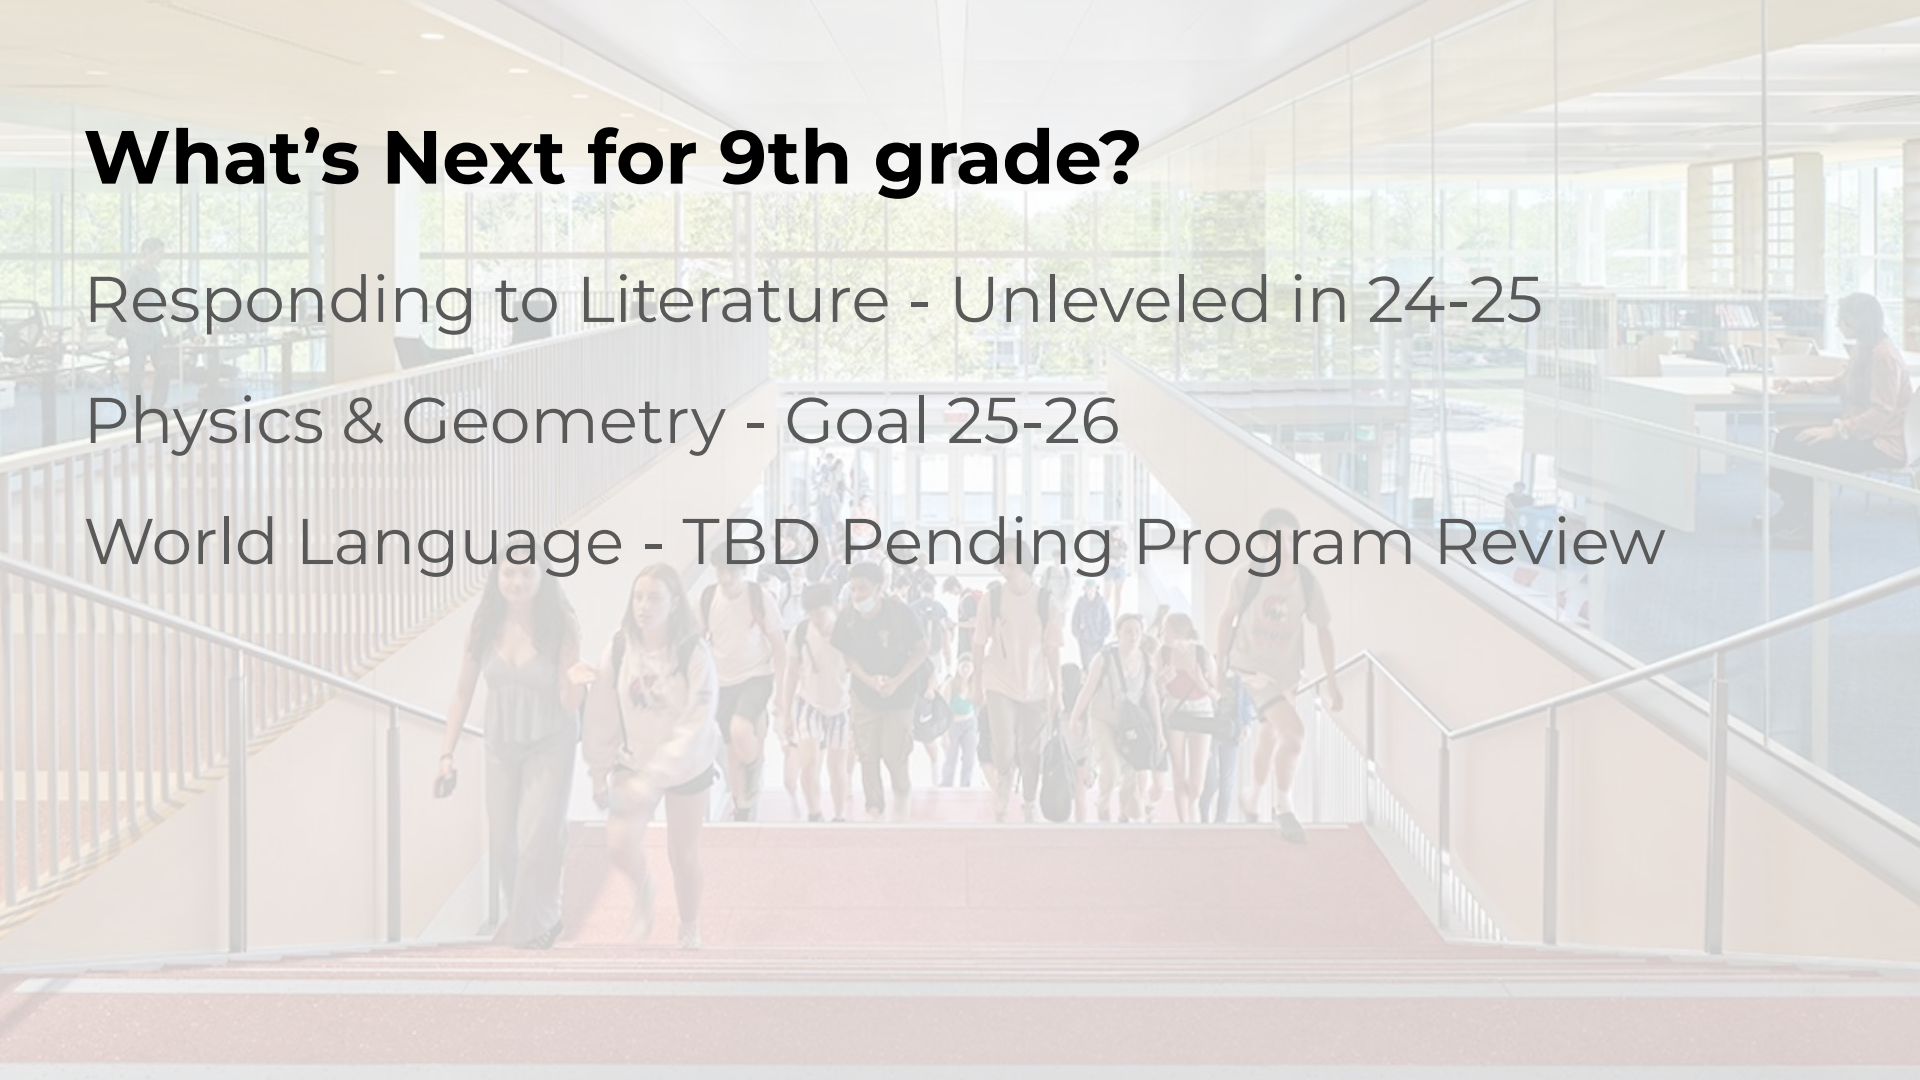 What’s Next for 9th grade?
Responding to Literature - Unleveled in 24-25
Physics & Geometry - Goal 25-26
World Language - TBD Pending Program Review